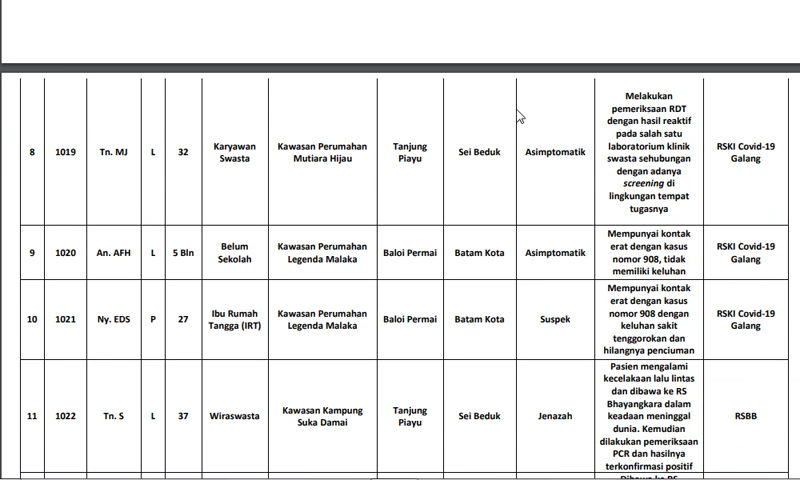 8 1019 Tn. MJ L 32 Karyawan Swasta Kawasan Perumahan Mutiara Hijau Tanjung Piayu Sei Beduk Asimptomatik Melakukan pemeriksaan RDT dengan hasil reaktif pada salah satu laboratorium klinik swasta sehubungan dengan adanya screening di lingkungan tempat tugasnya RSKI Covid-19 Galang
9 1020 An. AFH L 5 Bln Belum Sekolah Kawasan Perumahan Legenda Malaka Baloi Permai Batam Kota Asimptomatik Mempunyai kontak erat dengan kasus nomor 908, tidak memiliki keluhan RSKI Covid-19 Galang
10 1021 Ny. EDS P 27 Ibu Rumah Tangga (IRT) Kawasan Perumahan Legenda Malaka Baloi Permai Batam Kota Suspek Mempunyai kontak erat dengan kasus nomor 908 dengan keluhan sakit tenggorokan dan hilangnya penciuman RSKI Covid-19 Galang
11 1022 Tn. S L 37 Wiraswasta Kawasan Kampung Suka Damai Tanjung Piayu Sei Beduk Jenazah Pasien mengalami kecelakaan lalu lintas dan dibawa ke RS Bhayangkara dalam keadaan meninggal dunia. Kemudian dilakukan pemeriksaan PCR dan hasilnya terkonfirmasi positif RSBB